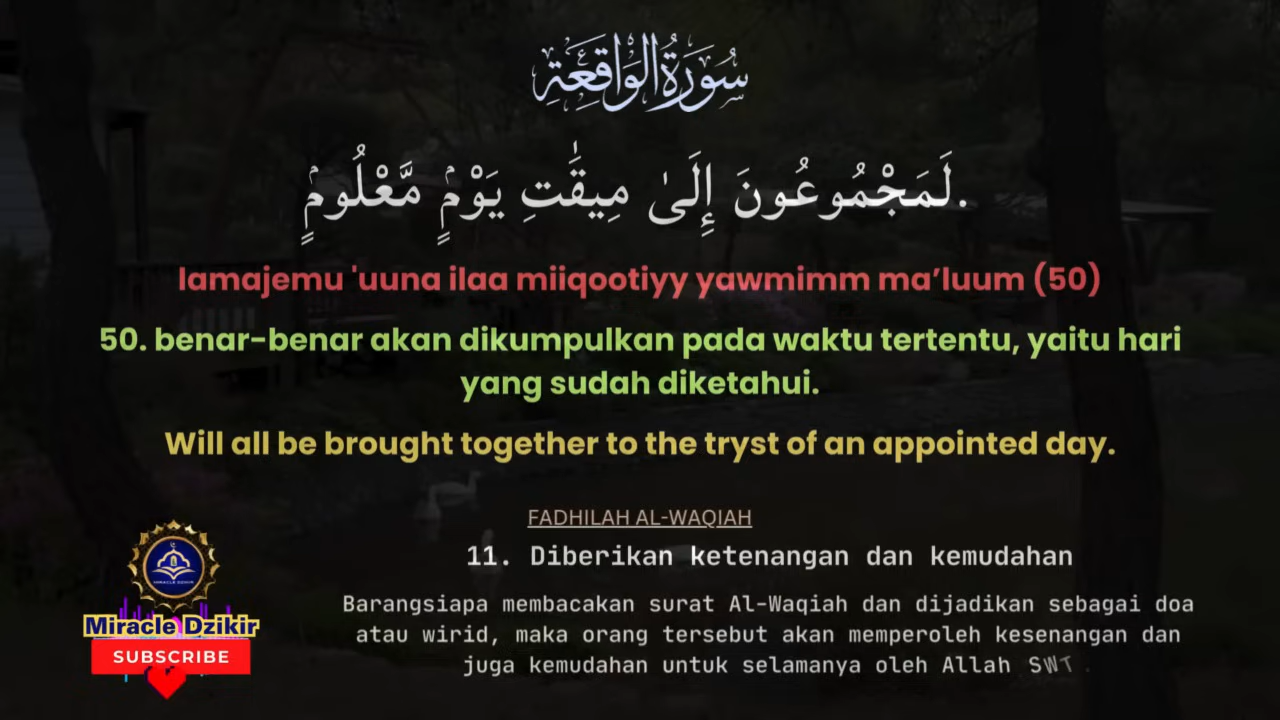 سُورَةُ الْوَاقِعَةِ
لَمَجْمُوعُونَ إِلَىٰ مِيقَٰتِ يَوْمٍۢ مَّعْلُومٍۢ.
lamajemu 'uuna ilaa miiqootiyy yawmimm ma’luum (50)
50. benar-benar akan dikumpulkan pada waktu tertentu, yaitu hari
yang sudah diketahui.
Will all be brought together to the tryst of an appointed day.
FADHILAH AL-WAQIAH
11. Diberikan ketenangan dan kemudahan
Barangsiapa membacakan surat Al-Waqiah dan dijadikan sebagai doa
atau wirid, maka orang tersebut akan memperoleh kesenangan dan
juga kemudahan untuk selamanya oleh Allah SWT.
MIRACLE DZIKIR
Miracle Dzikir
SUBSCRIBE